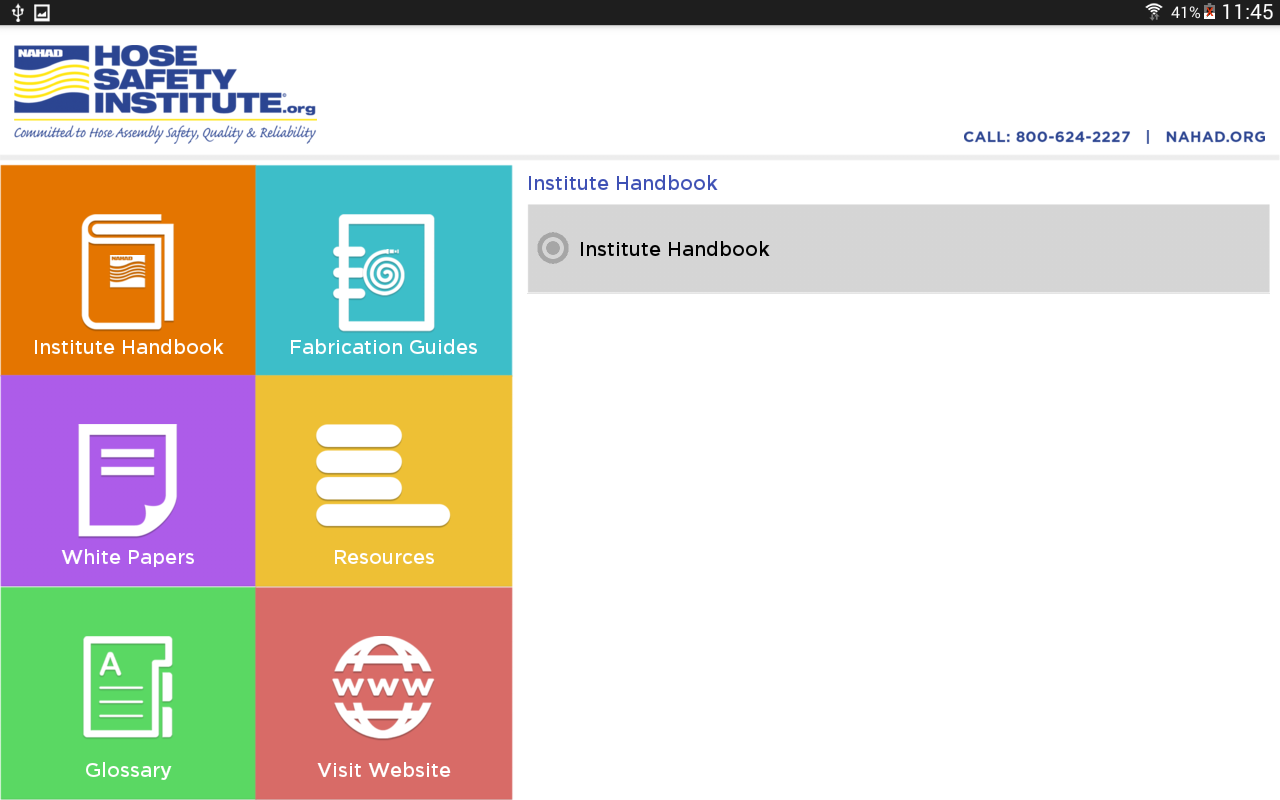 41% 11:45
NAHAD
HOSE
SAFETY
INSTITUTE.org
Committed to Hose Assembly Safety, Quality & Reliability
CALL: 800-624-2227 | NAHAD.ORG
Institute Handbook
Institute Handbook
NAHAD
Institute Handbook
Fabrication Guides
White Papers
Resources
A
Glossary
www
Visit Website